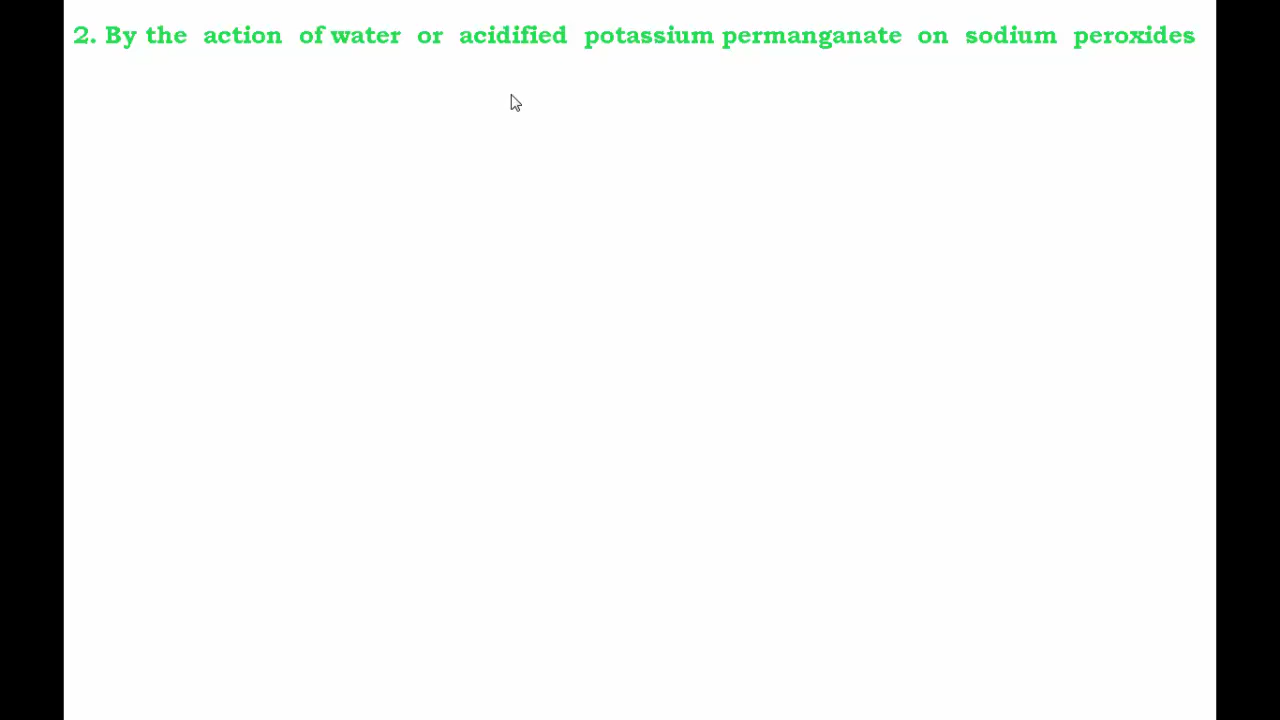 2. By the action of water or acidified potassium permanganate on sodium peroxides